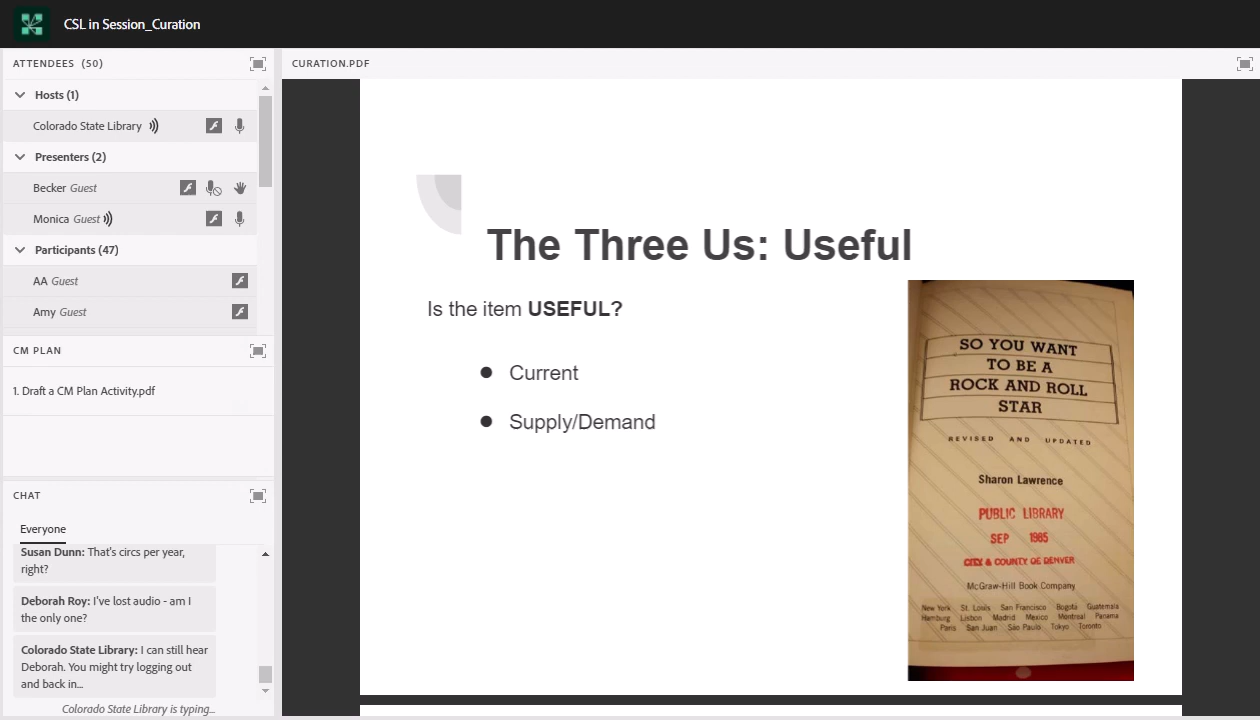 CSL in Session_Curation
ATTENDEES (50)
Hosts (1)
Colorado State Library
Presenters (2)
Becker Guest
Monica Guest
Participants (47)
AA Guest
Amy Guest
CM PLAN
1. Draft a CM Plan Activity.pdf
CHAT
Everyone
Susan Dunn: That's circs per year,
right?
Deborah Roy: I've lost audio - am I
the only one?
Colorado State Library: I can still hear
Deborah. You might try logging out
and back in...
Colorado State Library is typing...
CURATION.PDF
The Three Us: Useful
Is the item USEFUL?
Current
Supply/Demand
SO YOU WANT
TO BE A
ROCK AND ROLL
STAR
REVISED AND UPDATED
Sharon Lawrence
PUBLIC LIBRARY
SEP 1985
CITY & COUNTY OF DENVER
McGraw-Hill Book Company
New York St. Louis San Francisco Bogota Guatemala
Hamburg Lisbon Madrid Mexico Montreal Panama
Paris San Juan São Paulo Tokyo Toronto